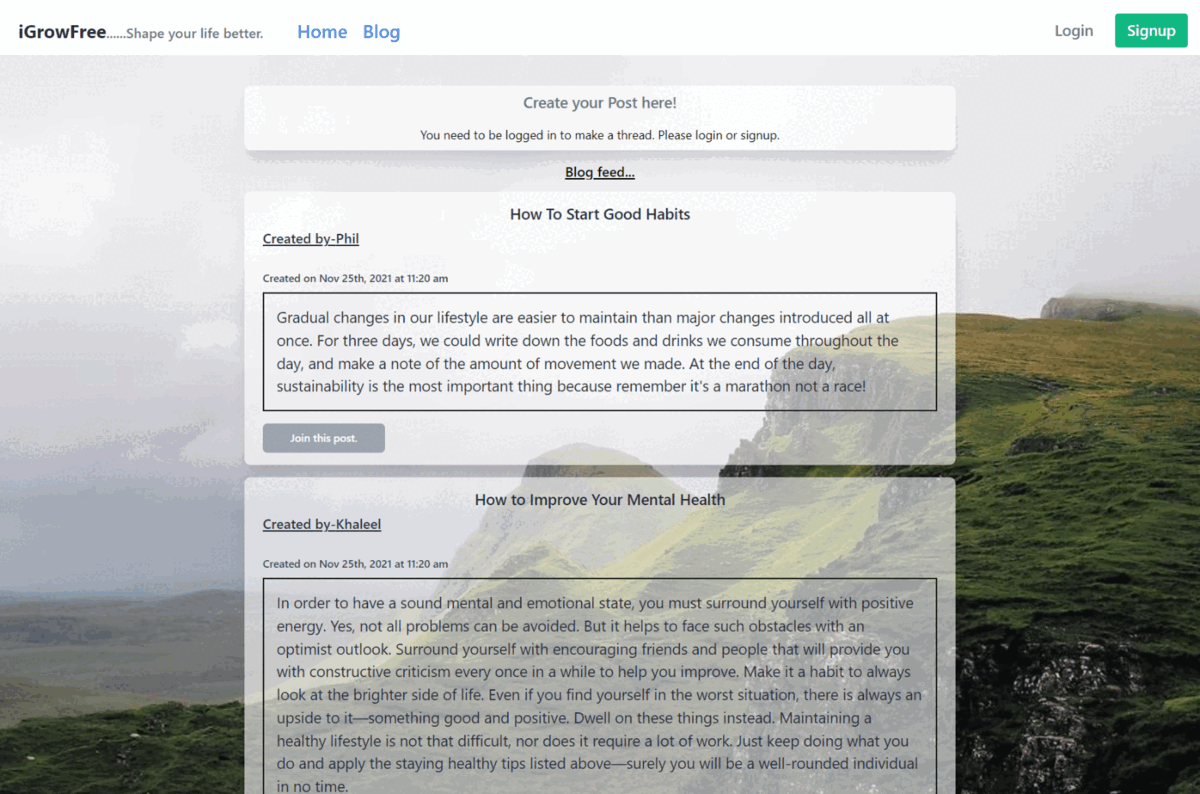 iGrowFree......Shape your life better. Home Blog Login Signup
Create your Post here!
You need to be logged in to make a thread. Please login or signup.
Blog feed...
How To Start Good Habits
Created by-Phil
Created on Nov 25th, 2021 at 11:20 am
Gradual changes in our lifestyle are easier to maintain than major changes introduced all at
once. For three days, we could write down the foods and drinks we consume throughout the
day, and make a note of the amount of movement we made. At the end of the day,
sustainability is the most important thing because remember it's a marathon not a race!
Join this post.
How to Improve Your Mental Health
Created by-Khaleel
Created on Nov 25th, 2021 at 11:20 am
In order to have a sound mental and emotional state, you must surround yourself with positive
energy. Yes, not all problems can be avoided. But it helps to face such obstacles with an
optimist outlook. Surround yourself with encouraging friends and people that will provide you
with constructive criticism every once in a while to help you improve. Make it a habit to always
look at the brighter side of life. Even if you find yourself in the worst situation, there is always an
upside to it—something good and positive. Dwell on these things instead. Maintaining a
healthy lifestyle is not that difficult, nor does it require a lot of work. Just keep doing what you
do and apply the staying healthy tips listed above—surely you will be a well-rounded individual
in no time.